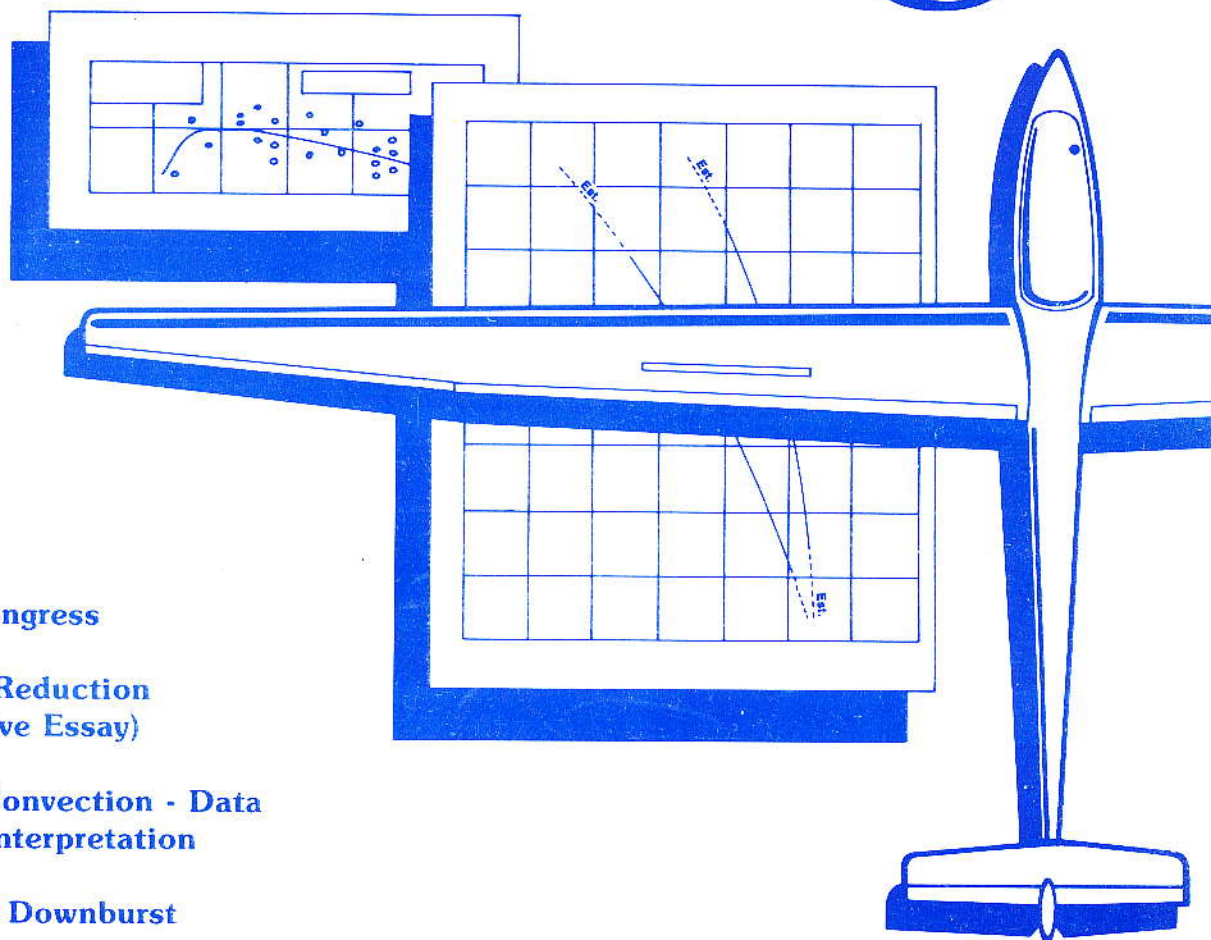 Est.
Est.
Est.
ngress
Reduction
ve Essay)
onvection - Data
nterpretation
Downburst